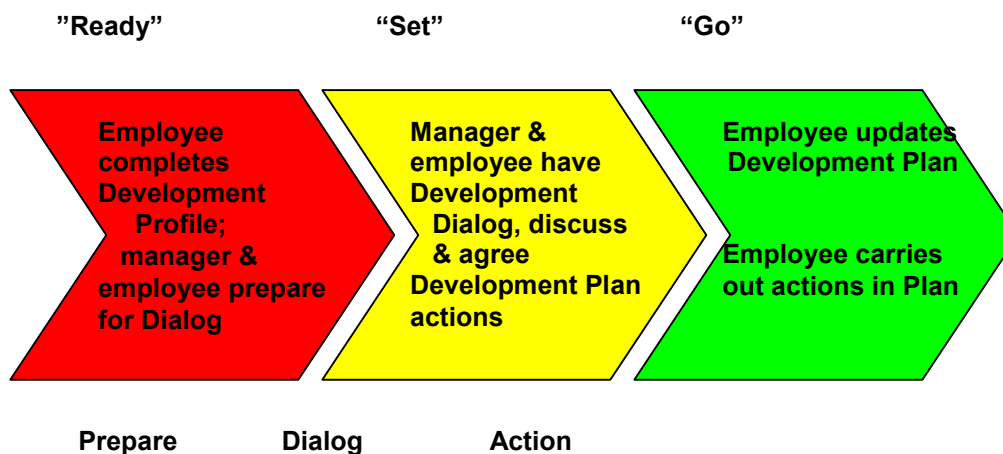 ”Ready”
“Set”
“Go”
Employee
completes
Development
Profile;
manager &
employee prepare
for Dialog
Manager &
employee have
Development
Dialog, discuss
& agree
Development Plan
actions
Employee updates
Development Plan
Employee carries
out actions in Plan
Prepare
Dialog
Action